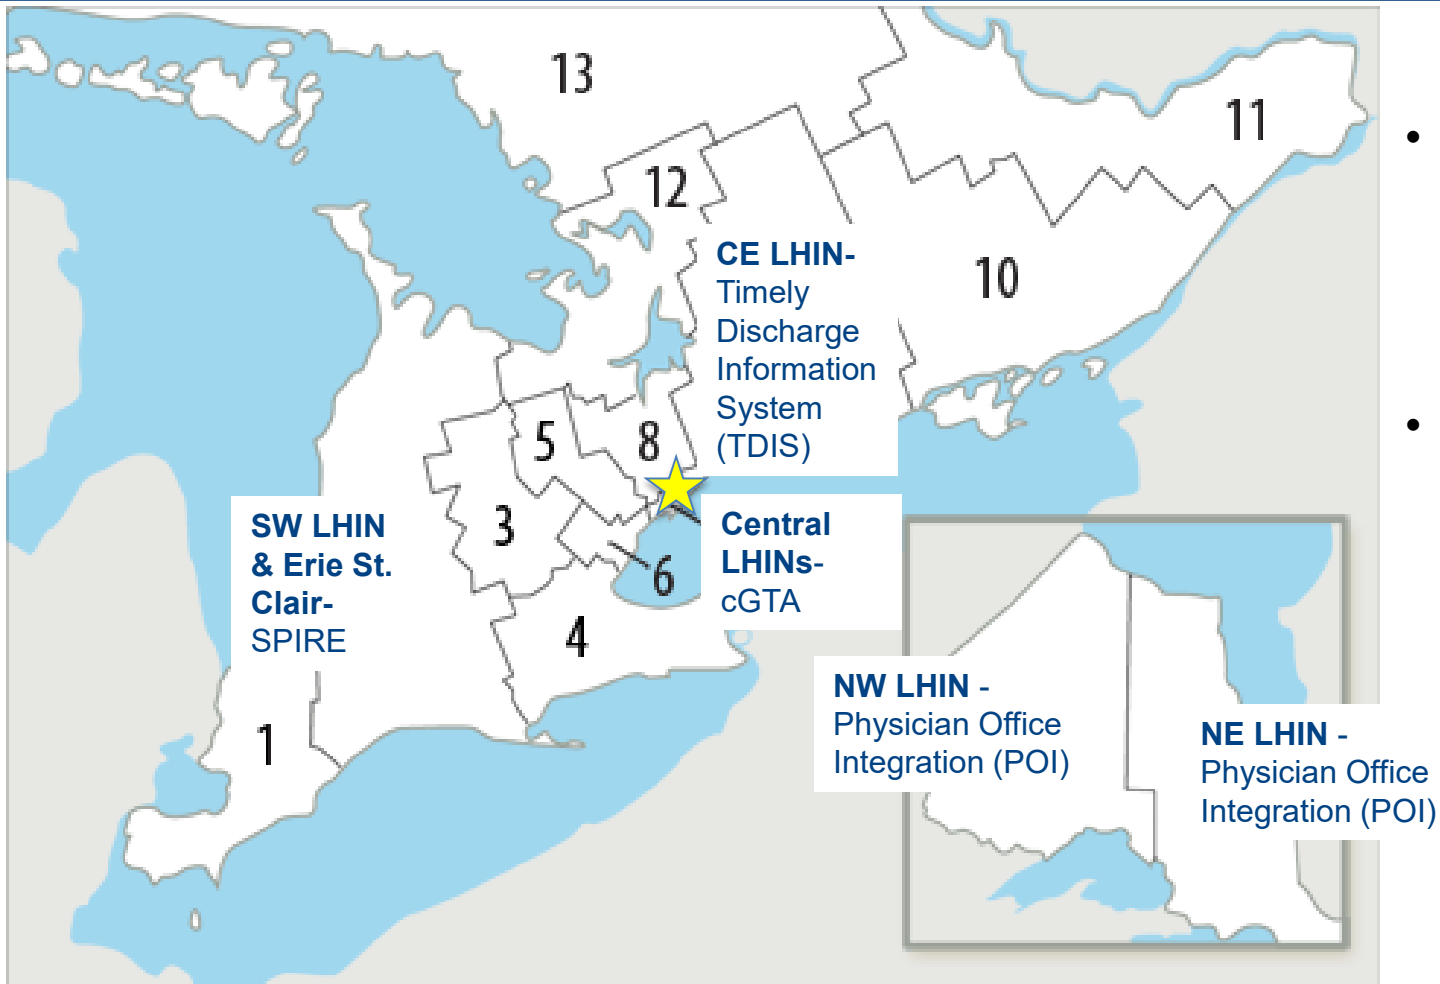 13
11
•
12
CE LHIN-
Timely
Discharge
Information
System
(TDIS)
10
5
8
•
SW LHIN
& Erie St.
Clair-
SPIRE
3
Central
LHINs-
cGTA
6
4
NW LHIN -
Physician Office
Integration (POI)
NE LHIN -
Physician Office
Integration (POI)
1